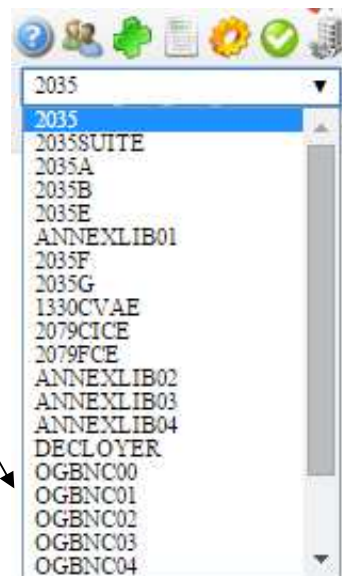 2035
2035
2035SUITE
2035A
2035B
2035E
ANNEXLIB01
2035F
2035G
1330CVAE
2079CICE
2079FCE
ANNEXLIB02
ANNEXLIB03
ANNEXLIB04
DECLOYER
OGBNC00
OGBNC01
OGBNC02
OGBNC03
OGBNC04